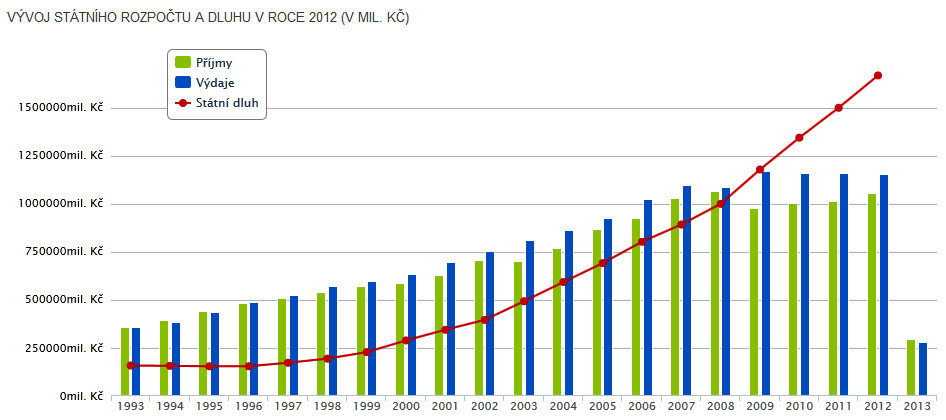 VÝVOJ STÁTNÍHO ROZPOČTU A DLUHU V ROCE 2012 (V MIL. KČ)
Příjmy
Výdaje
Státní dluh
1500000mil. Kč
1250000mil. Kč
1000000mil. Kč
750000mil. Kč
500000mil. Kč
250000mil. Kč
0mil. Kč
1993 1994 1995 1996 1997 1998 1999 2000 2001 2002 2003 2004 2005 2006 2007 2008 2009 2010 2011 2012 2013